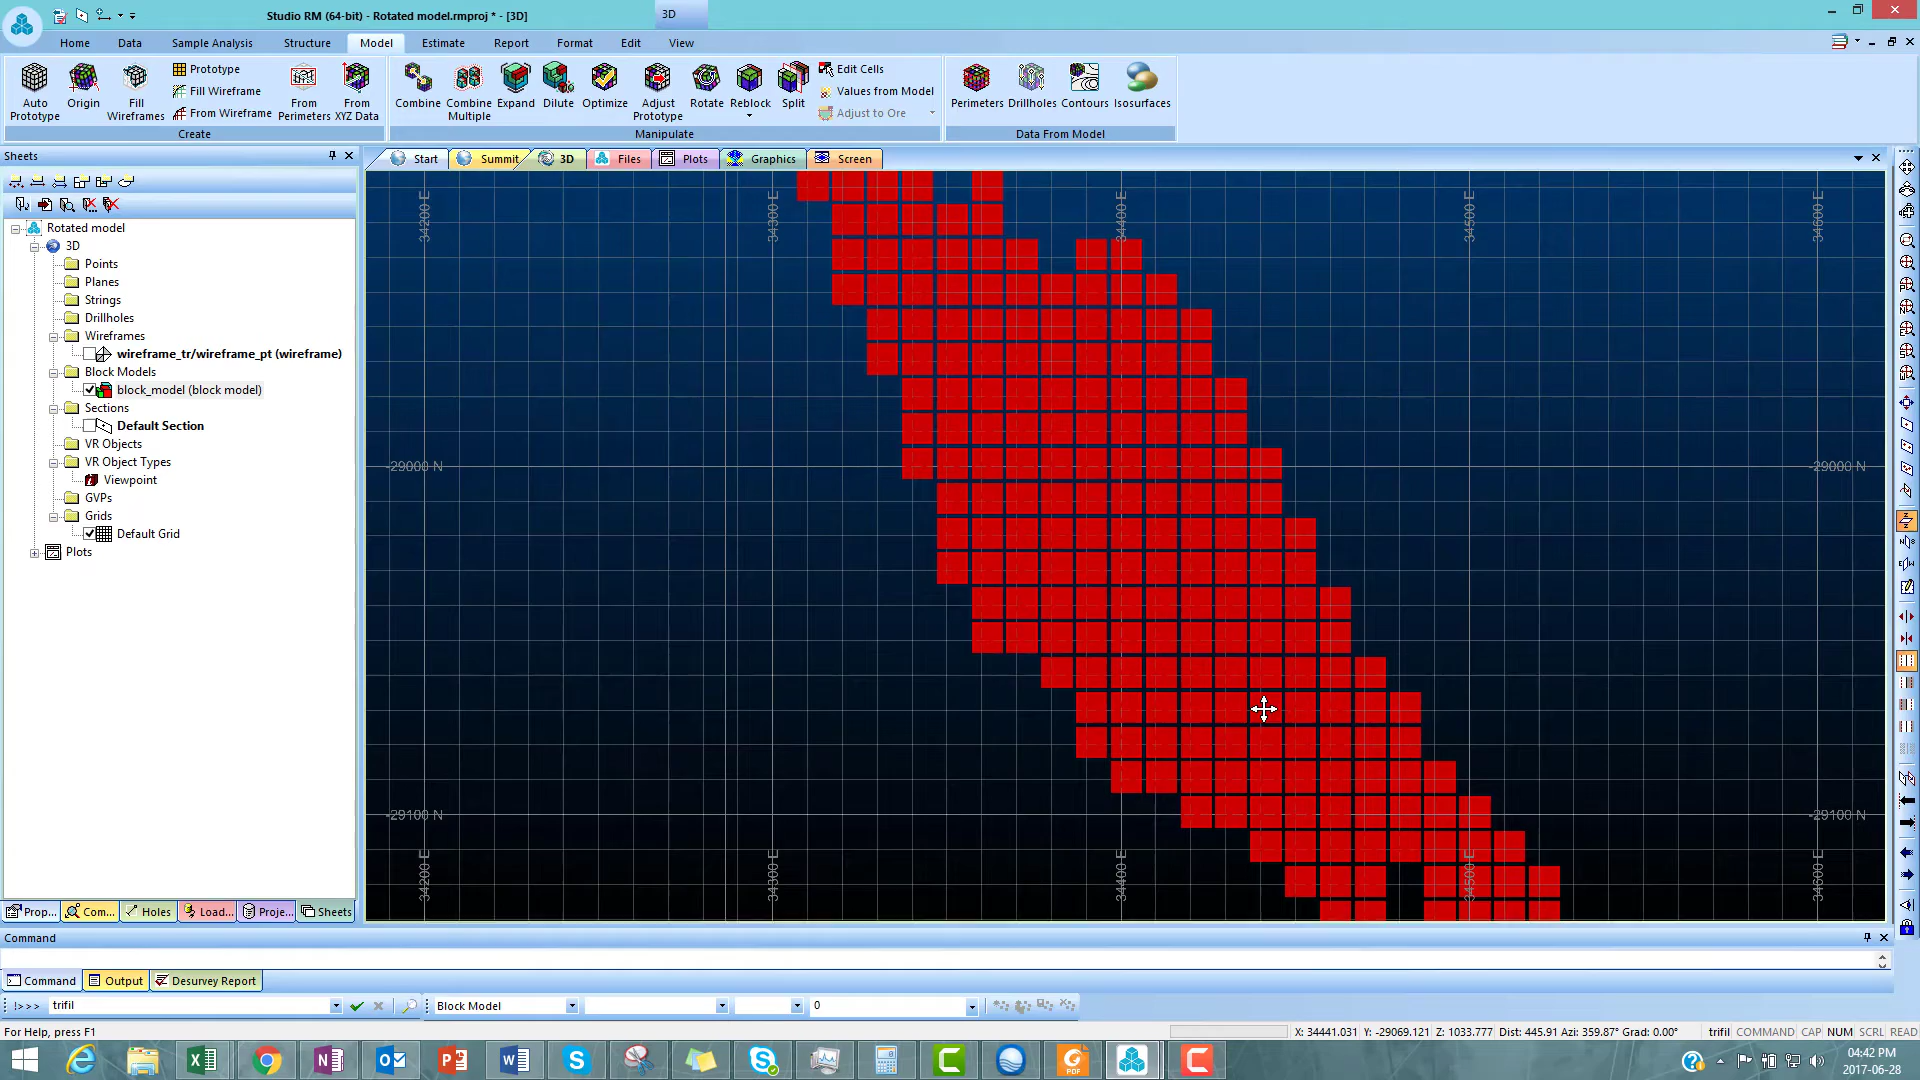 Studio RM (64-bit) - Rotated model.rmproj * - [3D]
3D
Home
Data
Sample Analysis
Structure
Model
Estimate
Report
Format
Edit
View
Auto Prototype
Origin
Fill Wireframes
Prototype
Fill Wireframe
From Wireframe
From Perimeters
From XYZ Data
Create
Combine
Combine Multiple
Expand
Dilute
Optimize
Adjust Prototype
Rotate
Reblock
Split
Edit Cells
Values from Model
Adjust to Ore
Manipulate
Perimeters
Drillholes
Contours
Isosurfaces
Data From Model
Sheets
Start
Summit
3D
Files
Plots
Graphics
Screen
Rotated model
3D
Points
Planes
Strings
Drillholes
Wireframes
wireframe_tr/wireframe_pt (wireframe)
Block Models
block_model (block model)
Sections
Default Section
VR Objects
VR Object Types
Viewpoint
GVPs
Grids
Default Grid
Plots
34200 E
34300 E
34400 E
34500 E
34600 E
-29000 N
-29000 N
-29100 N
-29100 N
34200 E
34300 E
34400 E
34500 E
34600 E
Prop...
Com...
Holes
Load...
Proje...
Sheets
Command
Command
Output
Desurvey Report
!>>>
trifil
Block Model
0
For Help, press F1
X: 34441.031 Y: -29069.121 Z: 1033.777 Dist: 445.91 Azi: 359.87° Grad: 0.00°
trifil
COMMAND
CAP
NUM
SCRL
READ
04:42 PM
2017-06-28